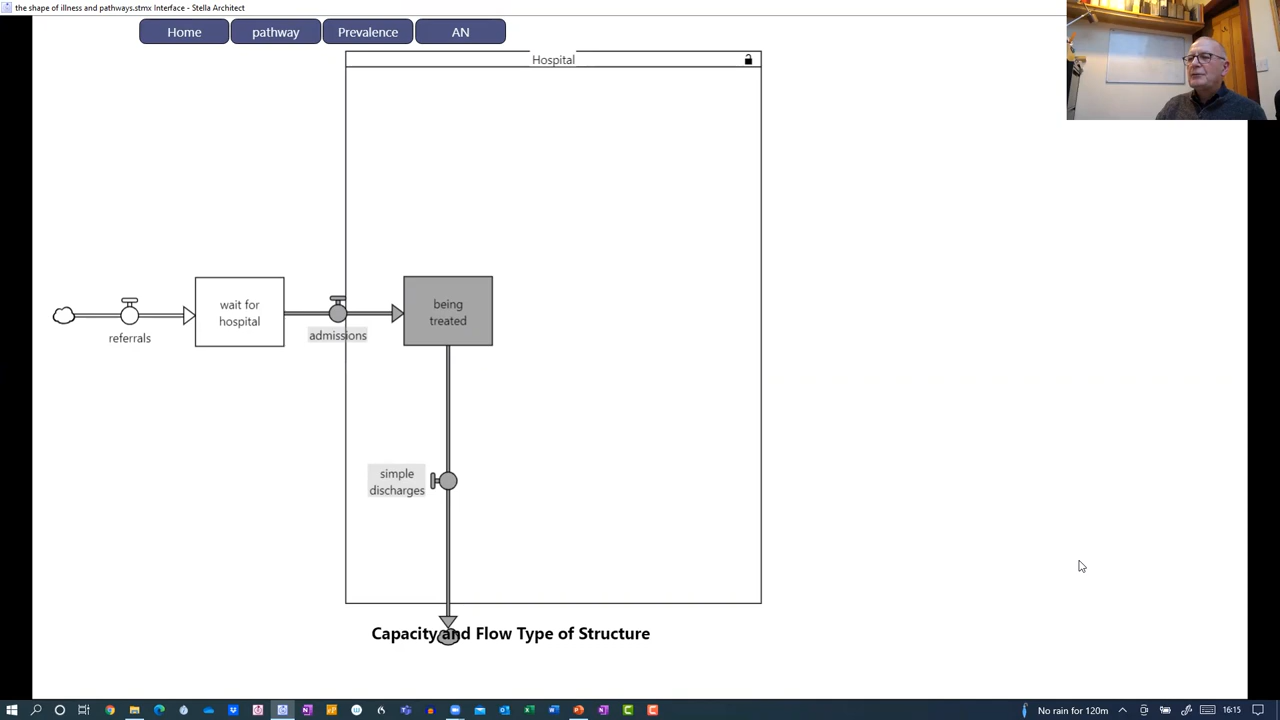 the shape of illness and pathways.stmx Interface - Stella Architect
Home
pathway
Prevalence
AN
Hospital
wait for
hospital
being
treated
referrals
admissions
simple
discharges
Capacity and Flow Type of Structure
No rain for 120m
16:15